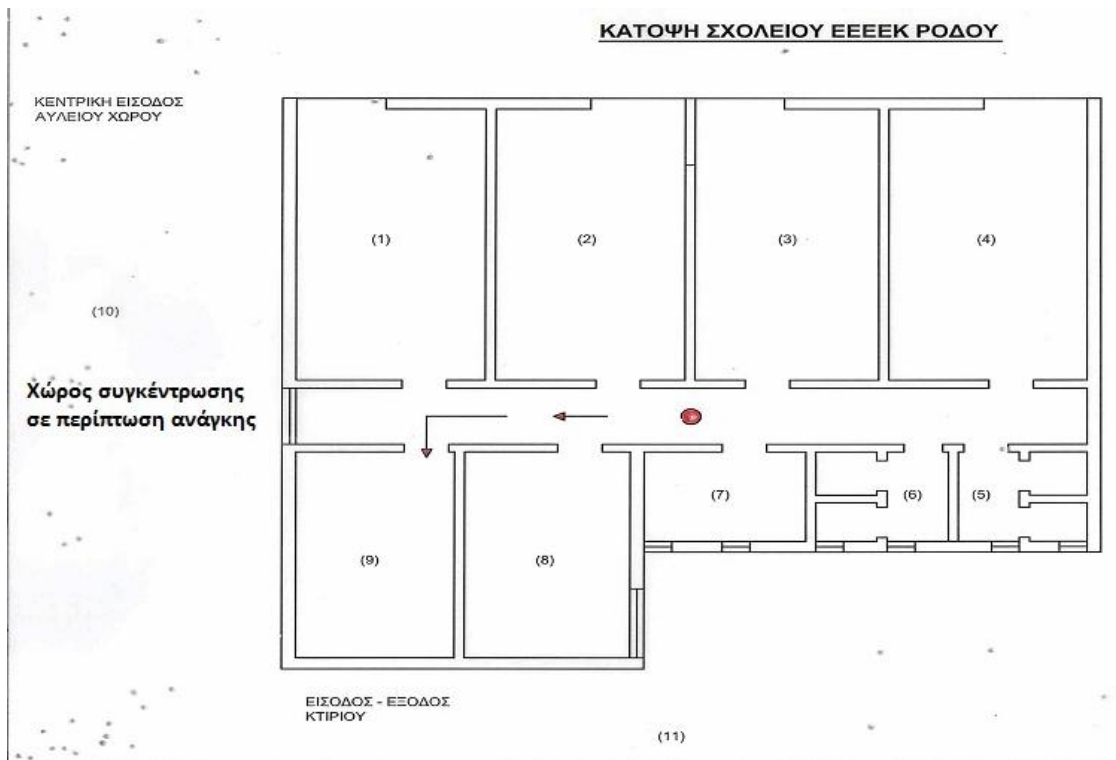 ΚΑΤΟΨΗ ΣΧΟΛΕΙΟΥ ΕΕΕΕΚ ΡΟΔΟΥ
ΚΕΝΤΡΙΚΗ ΕΙΣΟΔΟΣ
ΑΥΛΕΙΟΥ ΧΩΡΟΥ
(1)
(2)
(3)
(4)
(10)
Χώρος συγκέντρωσης
σε περίπτωση ανάγκης
(7)
(6)
(5)
(9)
(8)
ΕΙΣΟΔΟΣ - ΕΞΟΔΟΣ
ΚΤΙΡΙΟΥ
(11)